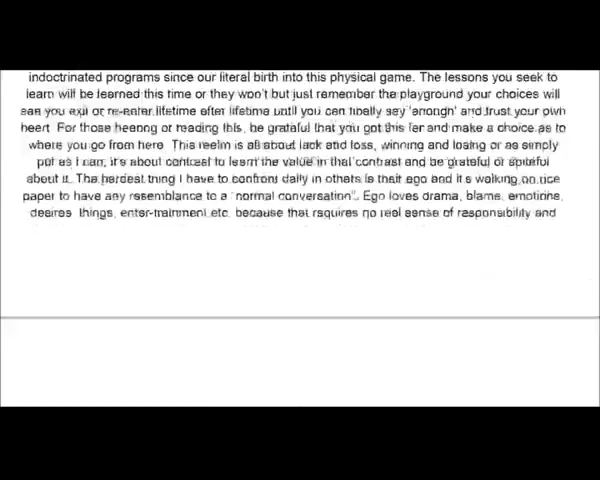 indoctrinated programs since our literal birth into this physical game. The lessons you seek to
learn will be learned this time or they won't but just remember the playground your choices will
see you exit or re-enter lifetime after lifetime until you can finally say 'enough' and trust your own
heart. For those hearing or reading this, be grateful that you got this far and make a choice as to
where you go from here. This realm is all about lack and loss, winning and losing or as simply
put as I can, it's about contrast to learn the value in that contrast and be grateful or spiteful
about it. The hardest thing I have to confront daily in others is their ego and it's walking on rice
paper to have any resemblance to a "normal conversation". Ego loves drama, blame, emotions,
desires, things, enter-trainment etc. because that requires no real sense of responsibility and